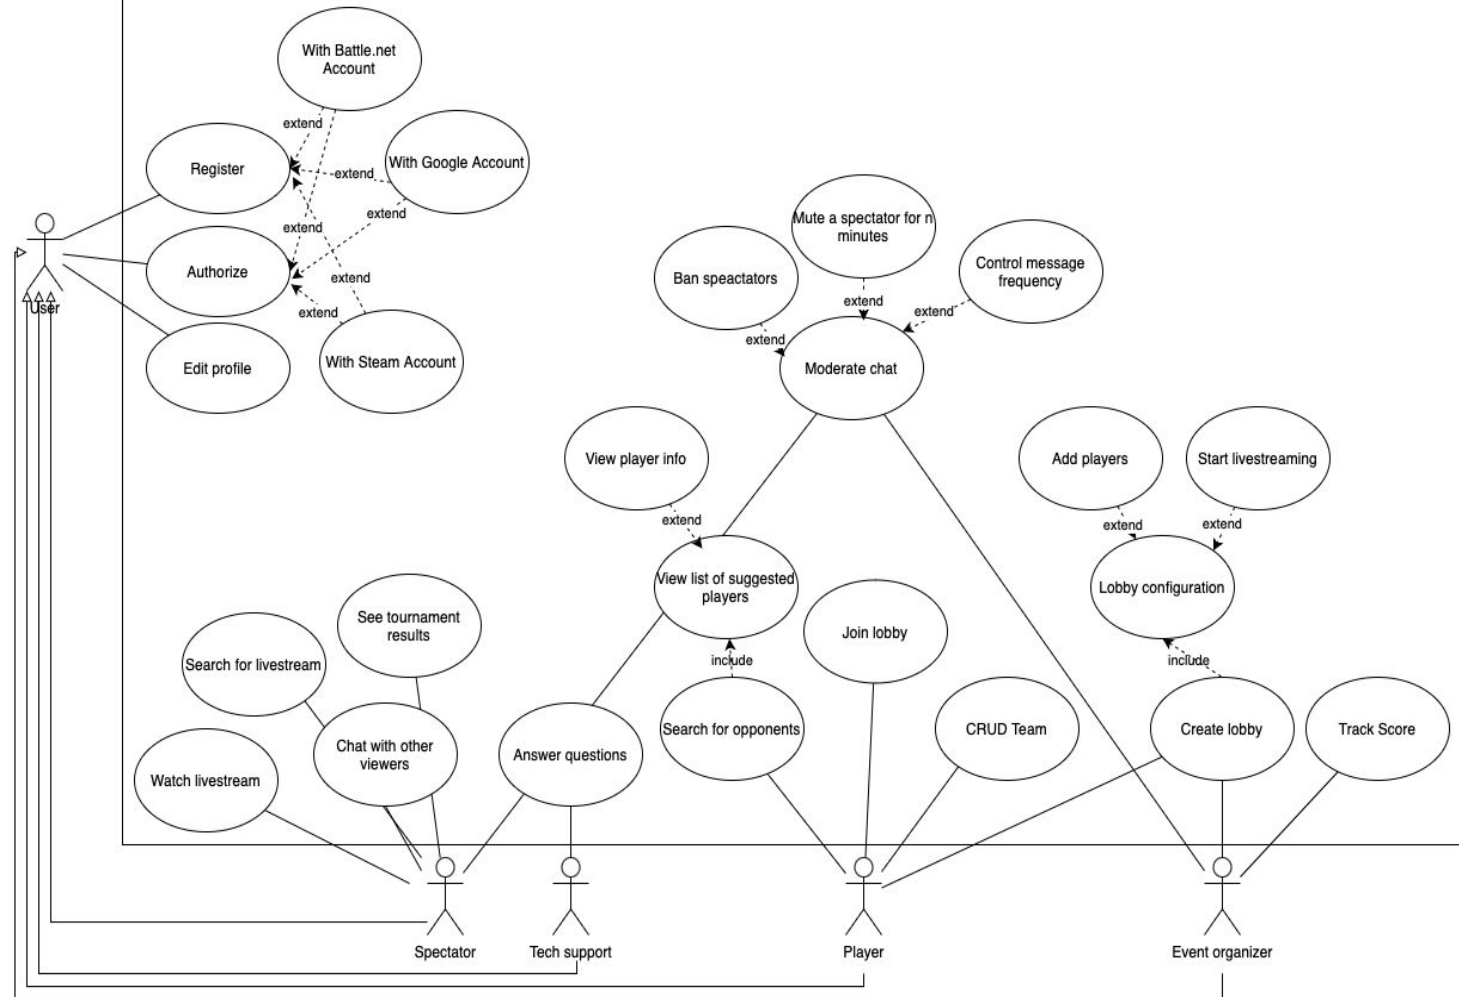 With Battle.net
Account
extend
With Google Account
Register
extend
extend
extend
Authorize
extend
extend
User
Edit profile
With Steam Account
Mute a spectator for n
minutes
Ban speactators
Control message
frequency
extend
extend
extend
Moderate chat
View player info
extend
Add players
Start livestreaming
extend
extend
View list of suggested
players
Lobby configuration
See tournament
results
Join lobby
Search for livestream
include
include
Chat with other
viewers
Answer questions
Search for opponents
CRUD Team
Create lobby
Track Score
Watch livestream
Spectator
Tech support
Player
Event organizer